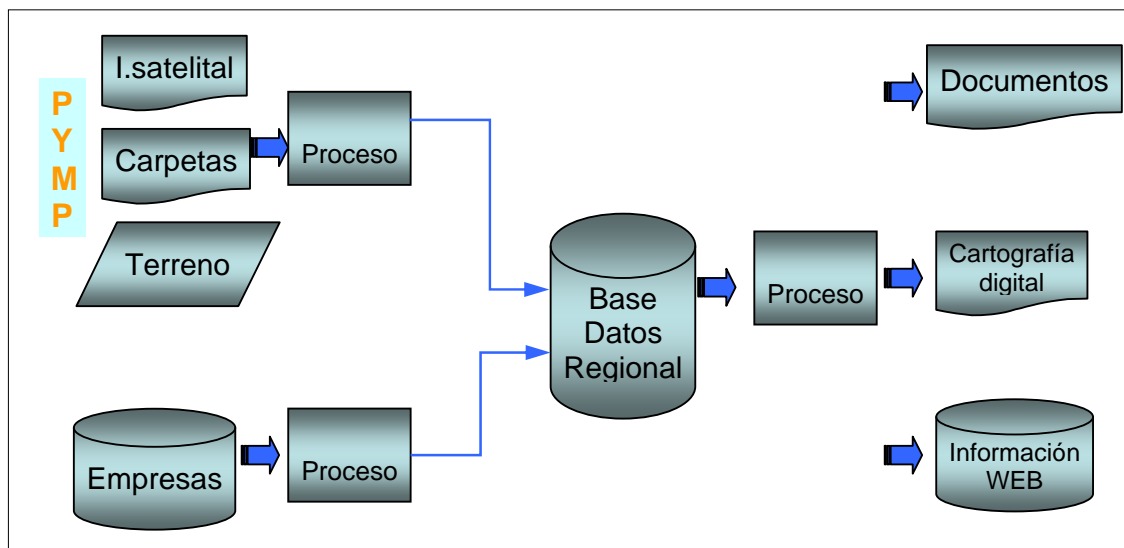 P
Y
M
P
I.satelital
Carpetas
Terreno
Proceso
Empresas
Proceso
Base
Datos
Regional
Proceso
Documentos
Cartografía
digital
Información
WEB